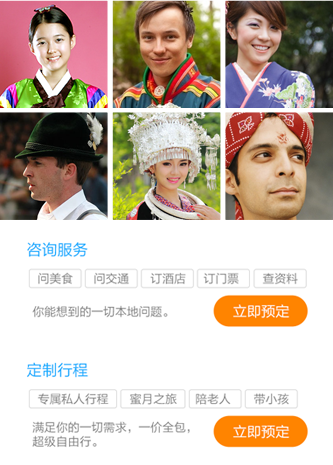 咨询服务
问美食 问交通 订酒店 订门票 查资料
你能想到的一切本地问题。 立即预定
定制行程
专属私人行程 蜜月之旅 陪老人 带小孩
满足你的一切需求，一价全包，
超级自由行。 立即预定